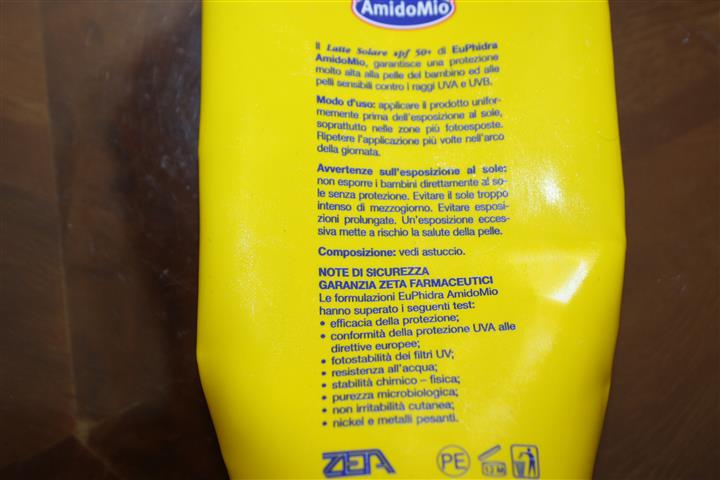 AmidoMio
Il Latte Solare spf 50+ di EuPhidra
AmidoMio, garantisce una protezione
molto alta alla pelle del bambino ed alle
pelli sensibili contro i raggi UVA e UVB.
Modo d'uso: applicare il prodotto unifor-
memente prima dell'esposizione al sole,
soprattutto nelle zone più fotoesposte.
Ripetere l'applicazione più volte nell'arco
della giornata.
Avvertenze sull'esposizione al sole:
non esporre i bambini direttamente al so-
le senza protezione. Evitare il sole troppo
intenso di mezzogiorno. Evitare esposi-
zioni prolungate. Un'esposizione ecces-
siva mette a rischio la salute della pelle.
Composizione: vedi astuccio.
NOTE DI SICUREZZA
GARANZIA ZETA FARMACEUTICI
Le formulazioni EuPhidra AmidoMio
hanno superato i seguenti test:
• efficacia della protezione;
• conformità della protezione UVA alle
direttive europee;
• fotostabilità dei filtri UV;
• resistenza all'acqua;
• stabilità chimico – fisica;
• purezza microbiologica;
• non irritabilità cutanea;
• nickel e metalli pesanti.
ZETA PE 12 M